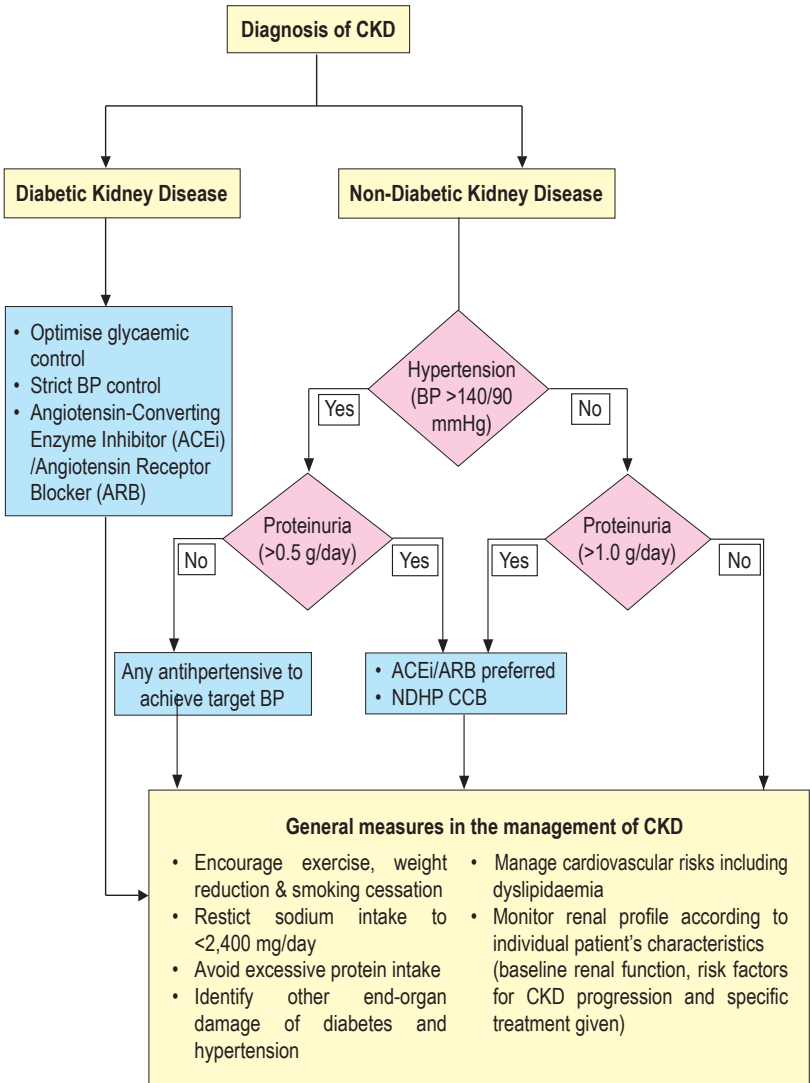 Diagnosis of CKD
Diabetic Kidney Disease
Non-Diabetic Kidney Disease
• Optimise glycaemic
control
• Strict BP control
• Angiotensin-Converting
Enzyme Inhibitor (ACEi)
/Angiotensin Receptor
Blocker (ARB)
Hypertension
(BP >140/90
mmHg)
Yes
No
Proteinuria
(>0.5 g/day)
No
Yes
Proteinuria
(>1.0 g/day)
Yes
No
Any antihpertensive to
achieve target BP
• ACEi/ARB preferred
• NDHP CCB
General measures in the management of CKD
• Encourage exercise, weight
reduction & smoking cessation
• Restict sodium intake to
<2,400 mg/day
• Avoid excessive protein intake
• Identify other end-organ
damage of diabetes and
hypertension
• Manage cardiovascular risks including
dyslipidaemia
• Monitor renal profile according to
individual patient's characteristics
(baseline renal function, risk factors
for CKD progression and specific
treatment given)